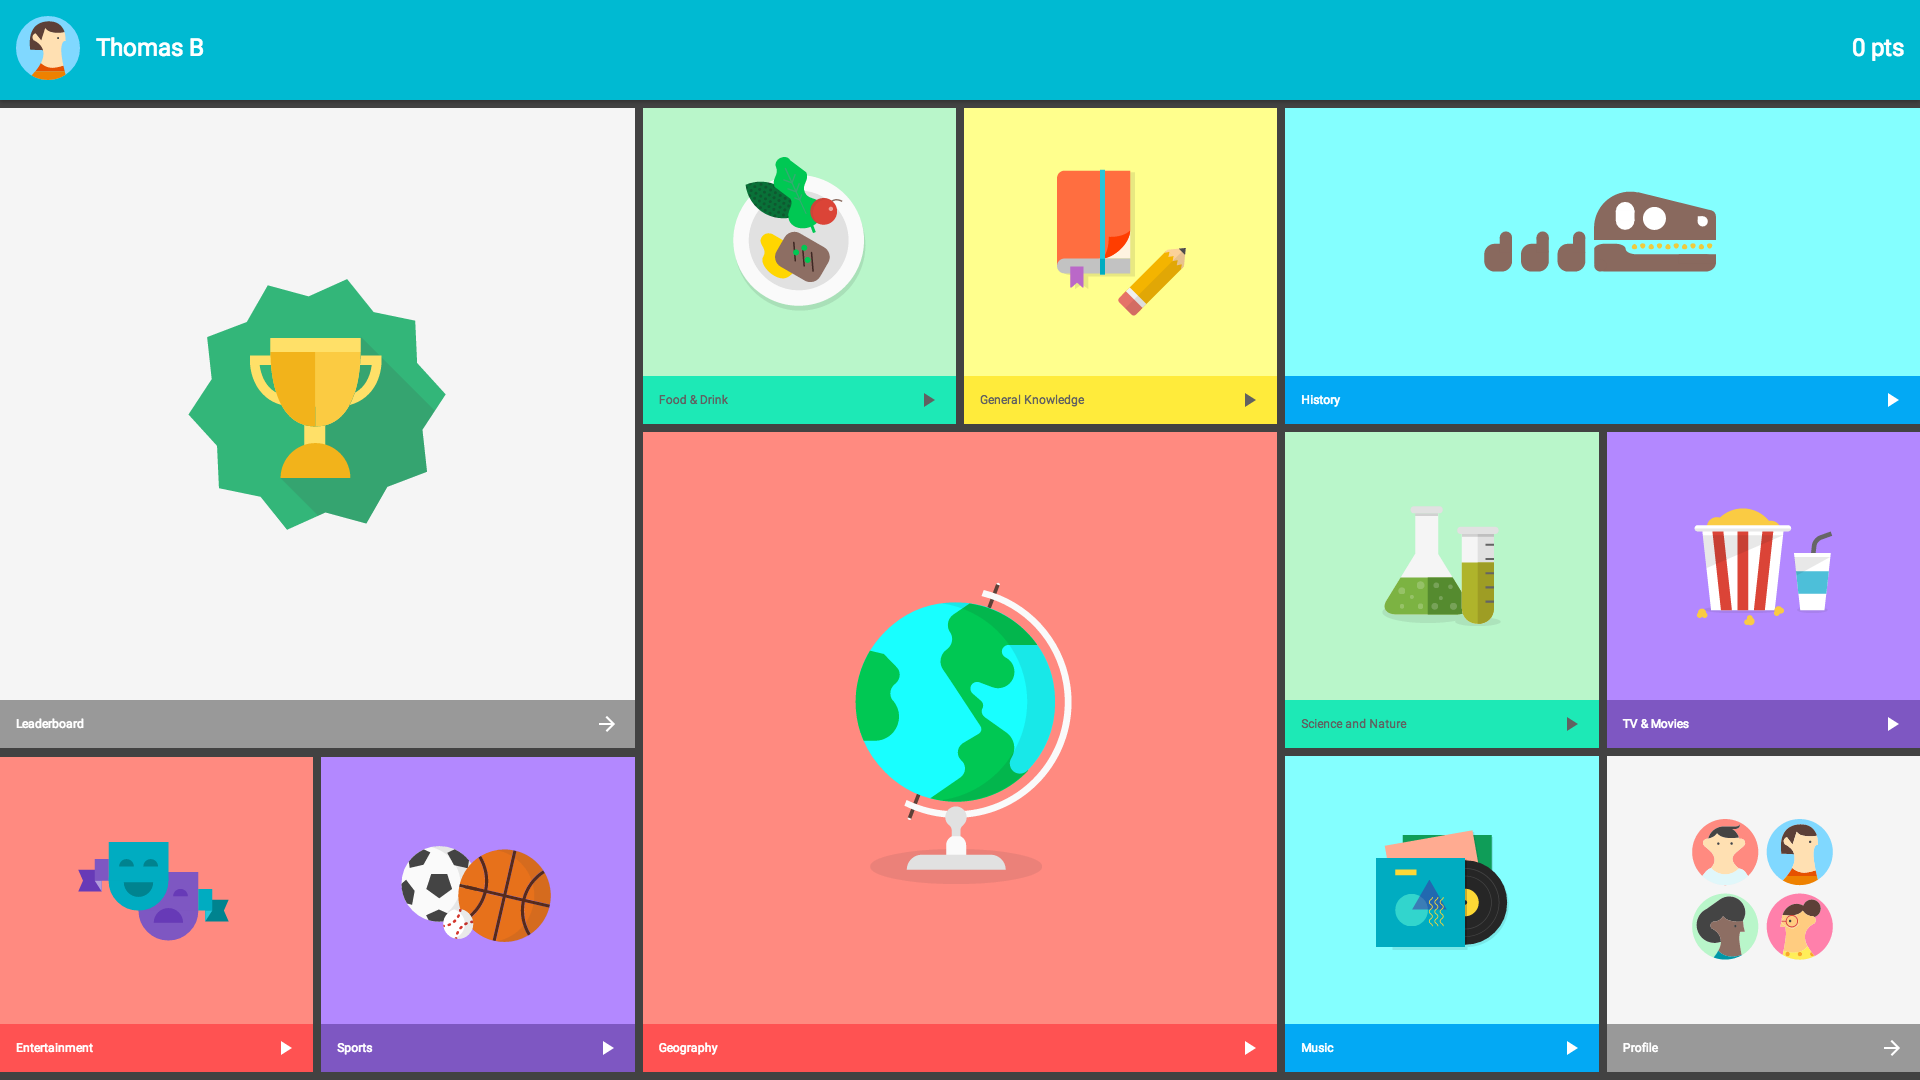 Thomas B
0 pts
Food & Drink
General Knowledge
History
Leaderboard
Science and Nature
TV & Movies
Entertainment
Sports
Geography
Music
Profile